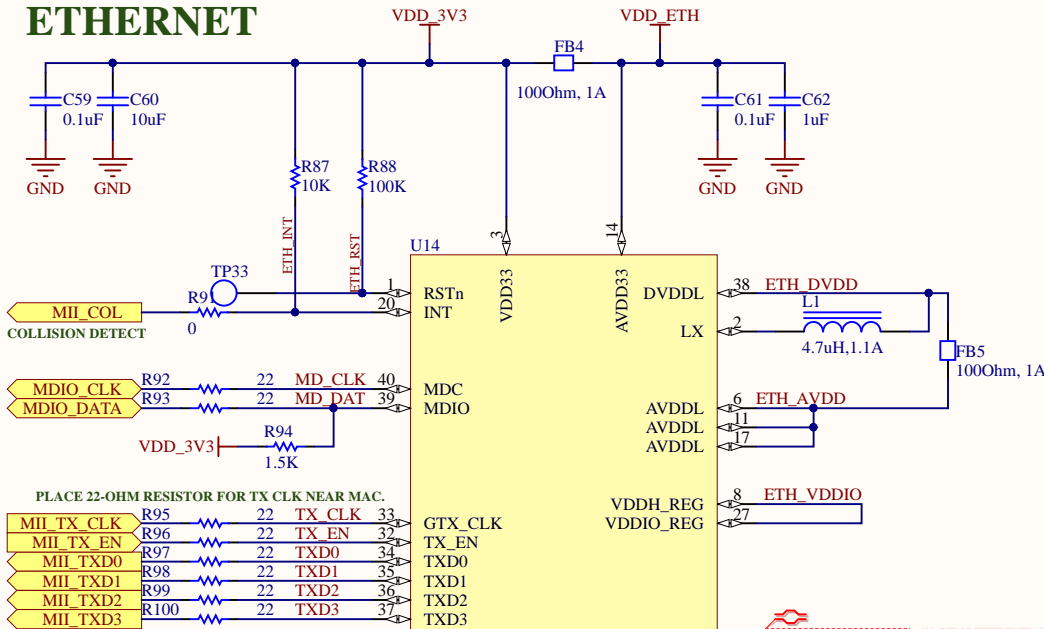 ETHERNET
VDD_3V3
VDD_ETH
FB4
100Ohm, 1A
C59
0.1uF
C60
10uF
C61
0.1uF
C62
1uF
GND
GND
GND
GND
R87
10K
R88
100K
ETH_INT
ETH_RST
3
14
U14
VDD33
AVDD33
TP33
1
RSTn
20
INT
R91
0
MII_COL
COLLISION DETECT
DVDDL
38
ETH_DVDD
L1
LX
2
4.7uH,1.1A
FB5
100Ohm, 1A
MDIO_CLK
R92
22
MD_CLK
40
MDC
MDIO_DATA
R93
22
MD_DAT
39
MDIO
AVDDL
6
ETH_AVDD
AVDDL
11
AVDDL
17
VDD_3V3
R94
1.5K
PLACE 22-OHM RESISTOR FOR TX CLK NEAR MAC.
VDDH_REG
8
ETH_VDDIO
VDDIO_REG
27
MII_TX_CLK
R95
22
TX_CLK
33
GTX_CLK
MII_TX_EN
R96
22
TX_EN
32
TX_EN
MII_TXD0
R97
22
TXD0
34
TXD0
MII_TXD1
R98
22
TXD1
35
TXD1
MII_TXD2
R99
22
TXD2
36
TXD2
MII_TXD3
R100
22
TXD3
37
TXD3